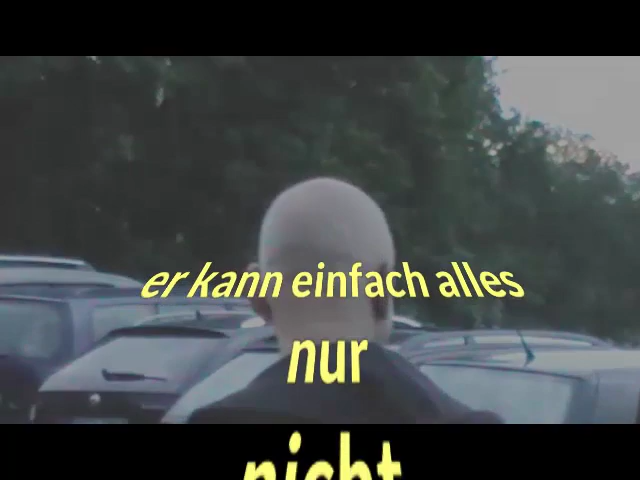 er kann einfach alles
nur
nicht